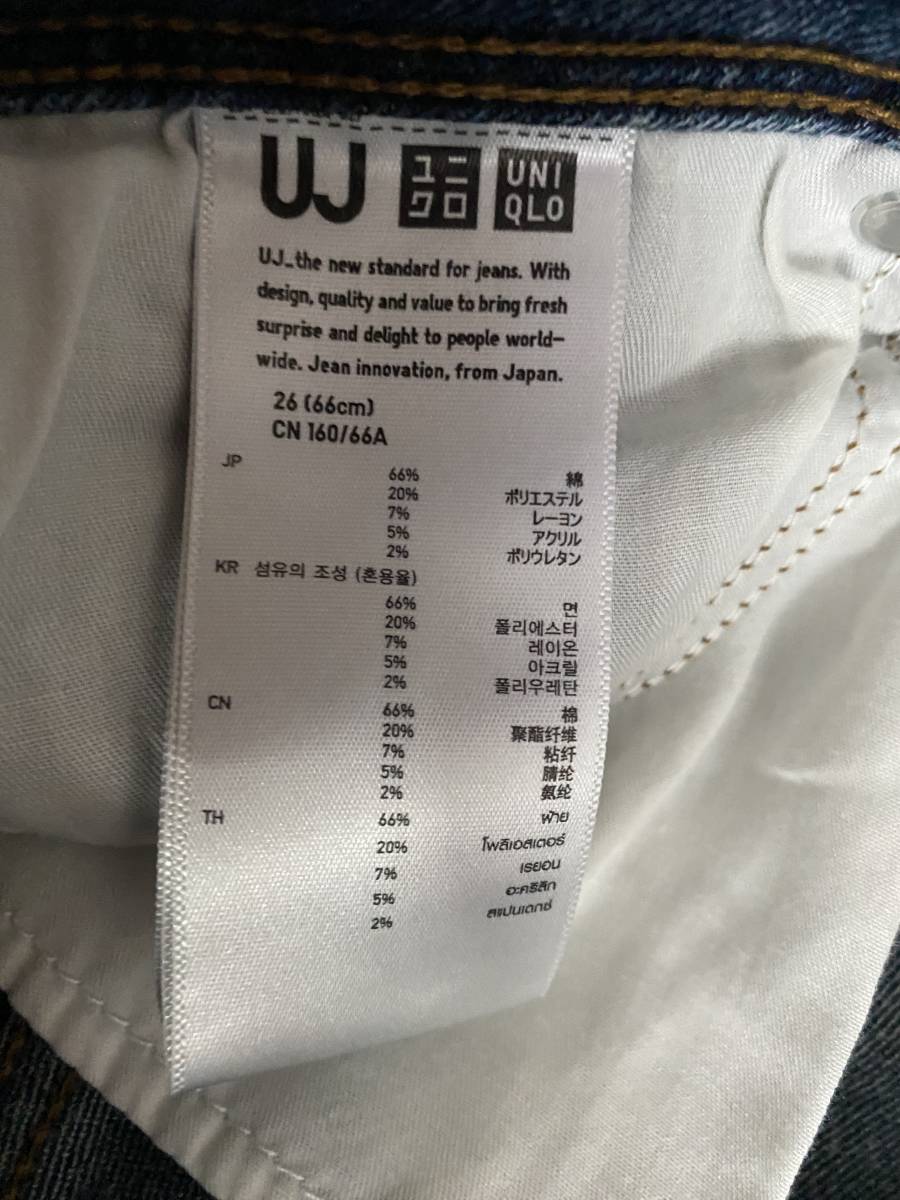 UJ
ユニ
クロ
UNI
QLO
UJ_the new standard for jeans. With
design, quality and value to bring fresh
surprise and delight to people world-
wide. Jean innovation, from Japan.
26 (66cm)
CN 160/66A
JP
66% 綿
20% ポリエステル
7% レーヨン
5% アクリル
2% ポリウレタン
KR 섬유의 조성 (혼용율)
66% 면
20% 폴리에스터
7% 레이온
5% 아크릴
2% 폴리우레탄
CN
66% 棉
20% 聚酯纤维
7% 粘纤
5% 腈纶
2% 氨纶
TH 66% ฝ้าย
20% โพลิเอสเตอร์
7% เรยอน
5% อะคริลิก
2% สแปนเดกซ์